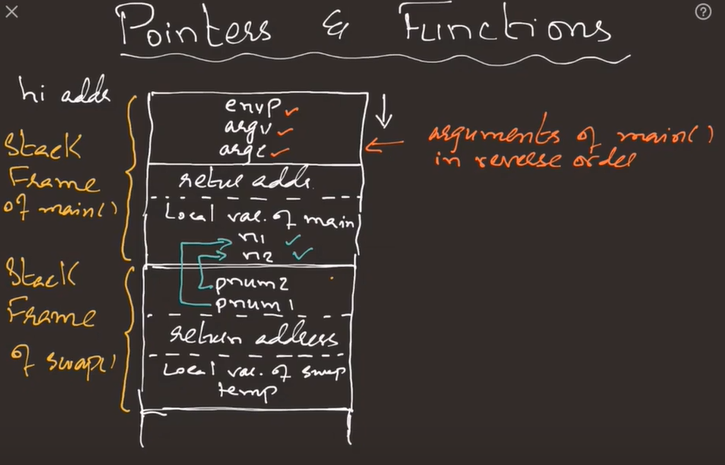 Pointers & Functions
hi addr
envp
argv
argc
arguments of main()
in reverse order
Stack
Frame
of main()
retur addr.
Local var. of main
n1
n2
Stack
Frame
of swap()
pnum2
pnum1
return address
Local var. of swap
temp